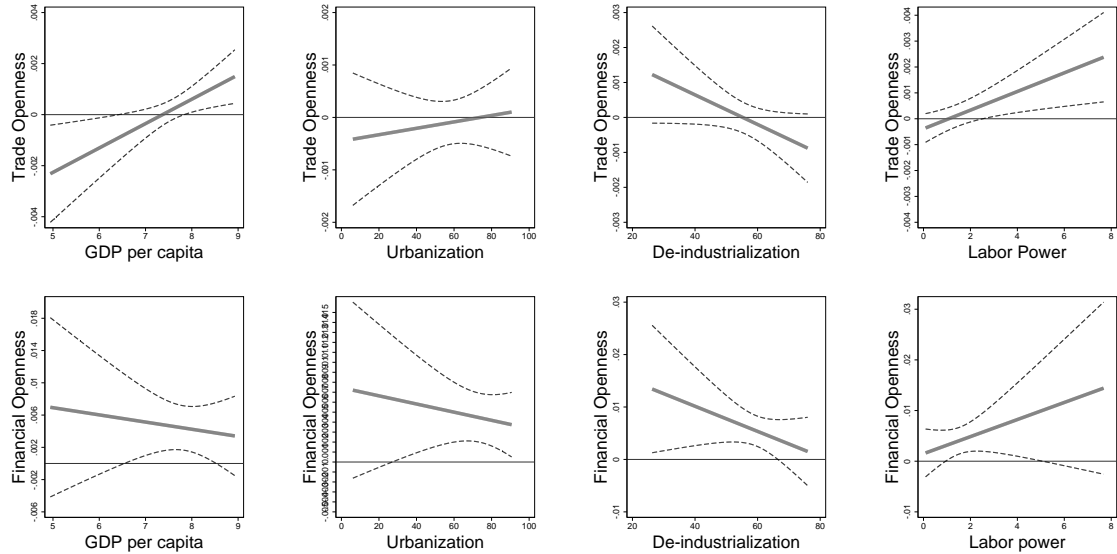 Trade Openness
.004
.002
0
-.002
-.004
5 6 7 8 9
GDP per capita
Trade Openness
.002
.001
0
-.001
-.002
0 20 40 60 80 100
Urbanization
Trade Openness
.003
.002
.001
0
-.001
-.002
-.003
20 40 60 80
De-industrialization
Trade Openness
.004
.003
.002
.001
0
-.001
-.002
-.003
-.004
0 2 4 6 8
Labor Power
Financial Openness
.018
.01
.006
.002
-.002
-.006
5 6 7 8 9
GDP per capita
Financial Openness
0 20 40 60 80 100
Urbanization
Financial Openness
.03
.02
.01
0
-.01
20 40 60 80
De-industrialization
Financial Openness
.03
.02
.01
0
-.01
0 2 4 6 8
Labor power